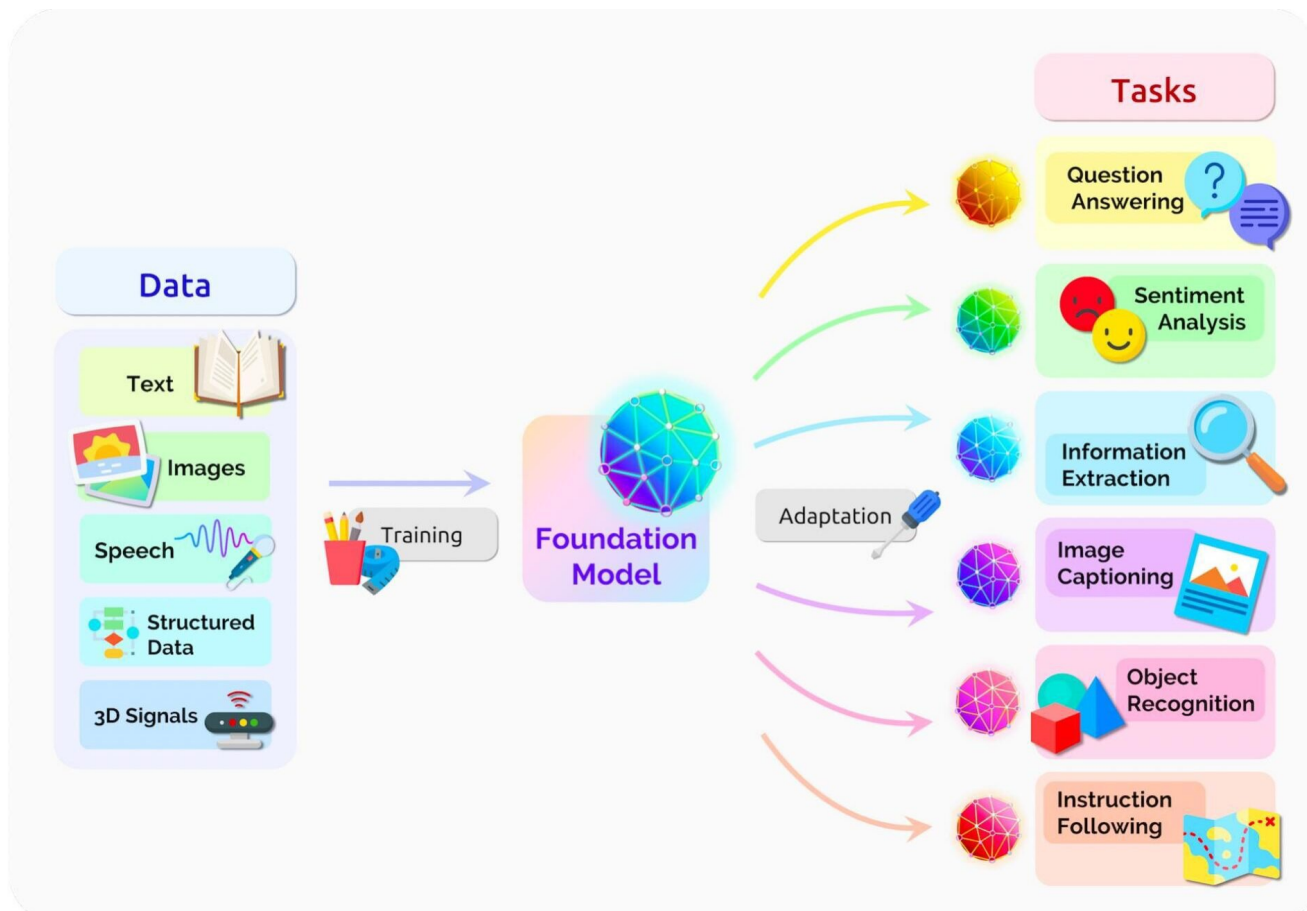 Data
Text
Images
Speech
Structured
Data
3D Signals
Training
Foundation
Model
Adaptation
Tasks
Question
Answering
Sentiment
Analysis
Information
Extraction
Image
Captioning
Object
Recognition
Instruction
Following